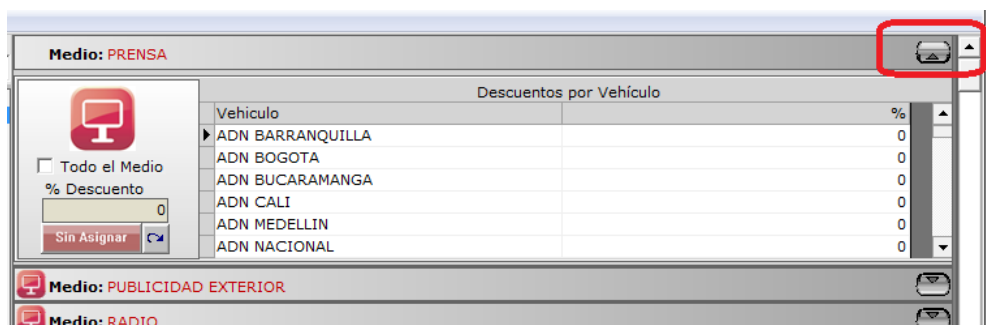 Medio: PRENSA
Descuentos por Vehículo
Vehiculo %
ADN BARRANQUILLA 0
ADN BOGOTA 0
ADN BUCARAMANGA 0
ADN CALI 0
ADN MEDELLIN 0
ADN NACIONAL 0
Todo el Medio
% Descuento
0
Sin Asignar
Medio: PUBLICIDAD EXTERIOR
Medio: RADIO